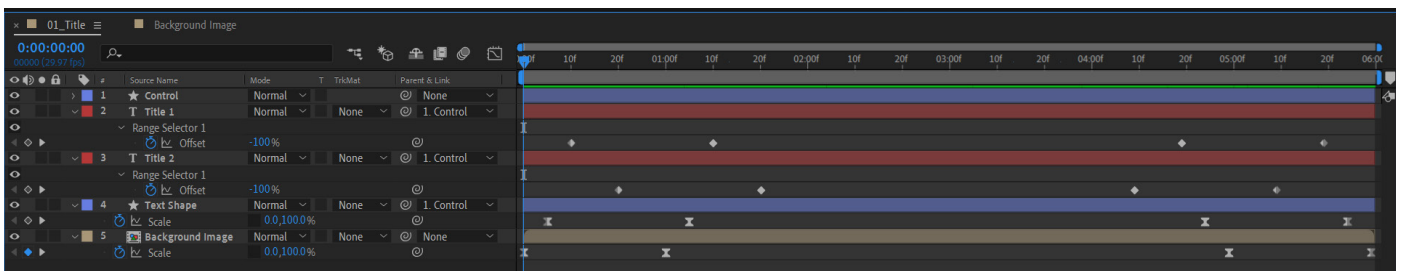 × 01_Title ≡ Background Image
0:00:00:00
00000 (29.97 fps)
10f 20f 01:00f 10f 20f 02:00f 10f 20f 03:00f 10f 20f 04:00f 10f 20f 05:00f 10f 20f
# Source Name Mode T TrkMat Parent & Link
1 Control Normal None
2 T Title 1 Normal None 1. Control
Range Selector 1
Offset -100%
3 T Title 2 Normal None 1. Control
Range Selector 1
Offset -100%
4 Text Shape Normal None 1. Control
Scale 0.0,100.0%
5 Background Image Normal None None
Scale 0.0,100.0%